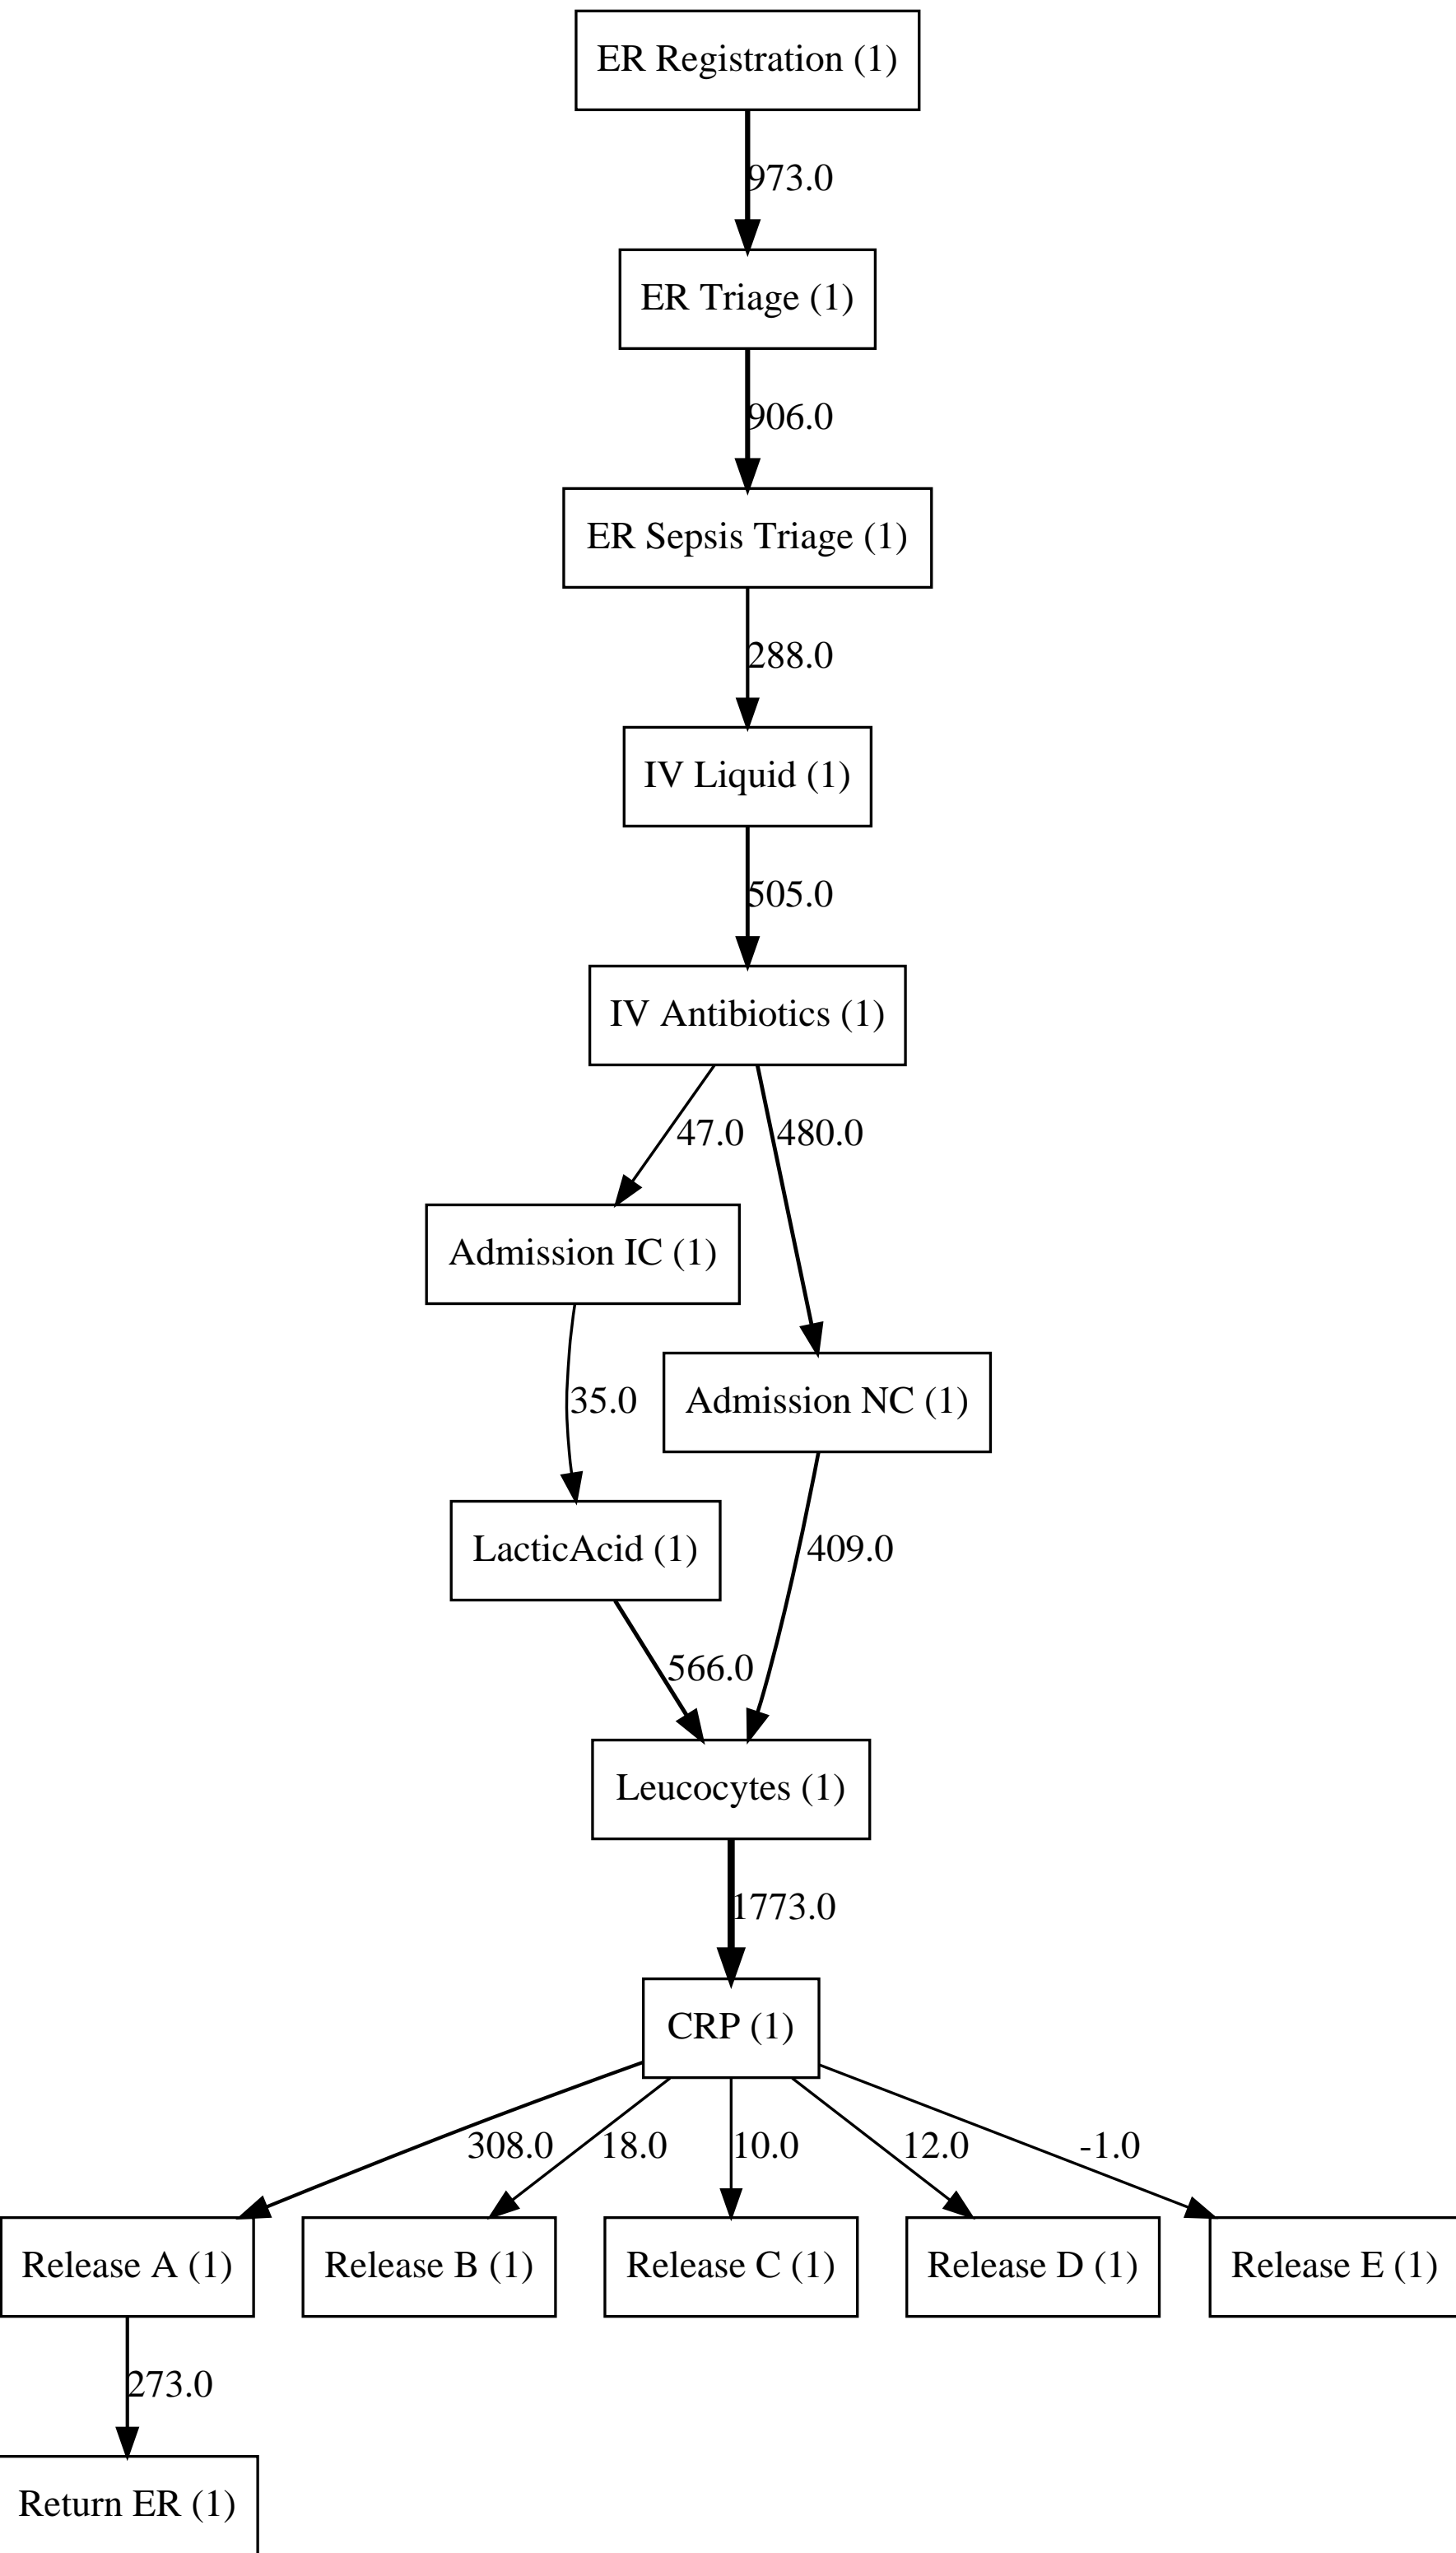 ER Registration (1)
973.0
ER Triage (1)
906.0
ER Sepsis Triage (1)
288.0
IV Liquid (1)
505.0
IV Antibiotics (1)
47.0
480.0
Admission IC (1)
35.0
Admission NC (1)
LacticAcid (1)
409.0
566.0
Leucocytes (1)
1773.0
CRP (1)
308.0
18.0
10.0
12.0
-1.0
Release A (1)
Release B (1)
Release C (1)
Release D (1)
Release E (1)
273.0
Return ER (1)